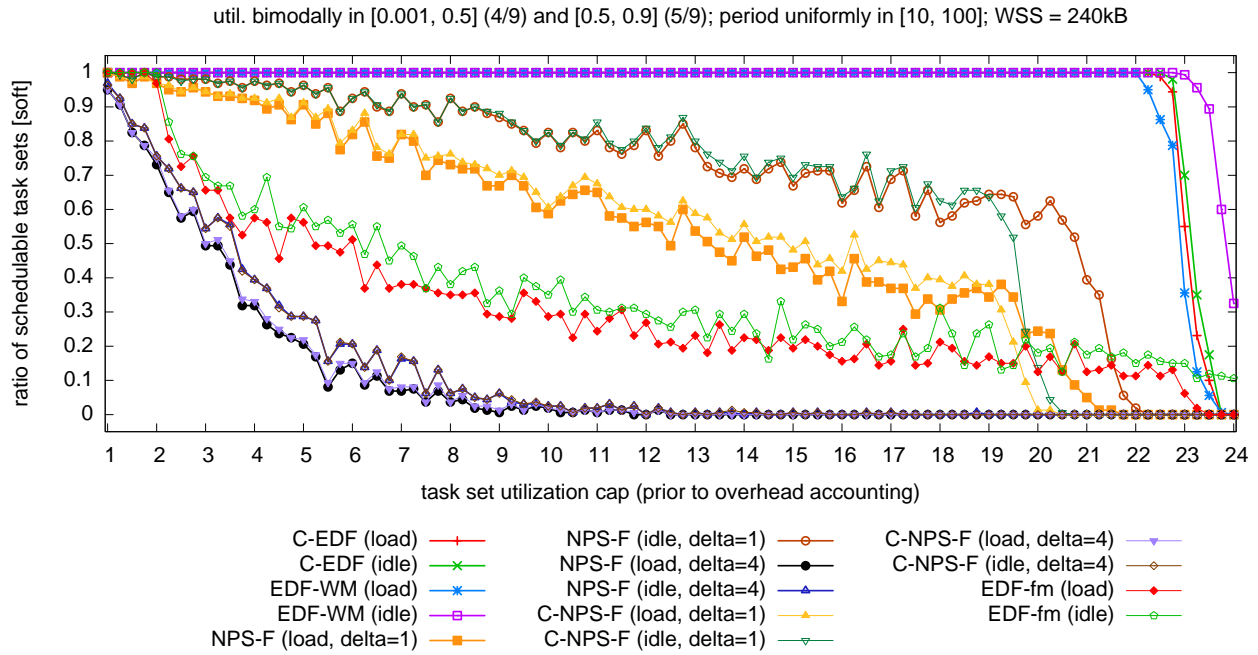 util. bimodally in [0.001, 0.5] (4/9) and [0.5, 0.9] (5/9); period uniformly in [10, 100]; WSS = 240kB
ratio of schedulable task sets [soft]
1
0.9
0.8
0.7
0.6
0.5
0.4
0.3
0.2
0.1
0
1 2 3 4 5 6 7 8 9 10 11 12 13 14 15 16 17 18 19 20 21 22 23 24
task set utilization cap (prior to overhead accounting)
C-EDF (load)
C-EDF (idle)
EDF-WM (load)
EDF-WM (idle)
NPS-F (load, delta=1)
NPS-F (idle, delta=1)
NPS-F (load, delta=4)
NPS-F (idle, delta=4)
C-NPS-F (load, delta=1)
C-NPS-F (idle, delta=1)
C-NPS-F (load, delta=4)
C-NPS-F (idle, delta=4)
EDF-fm (load)
EDF-fm (idle)